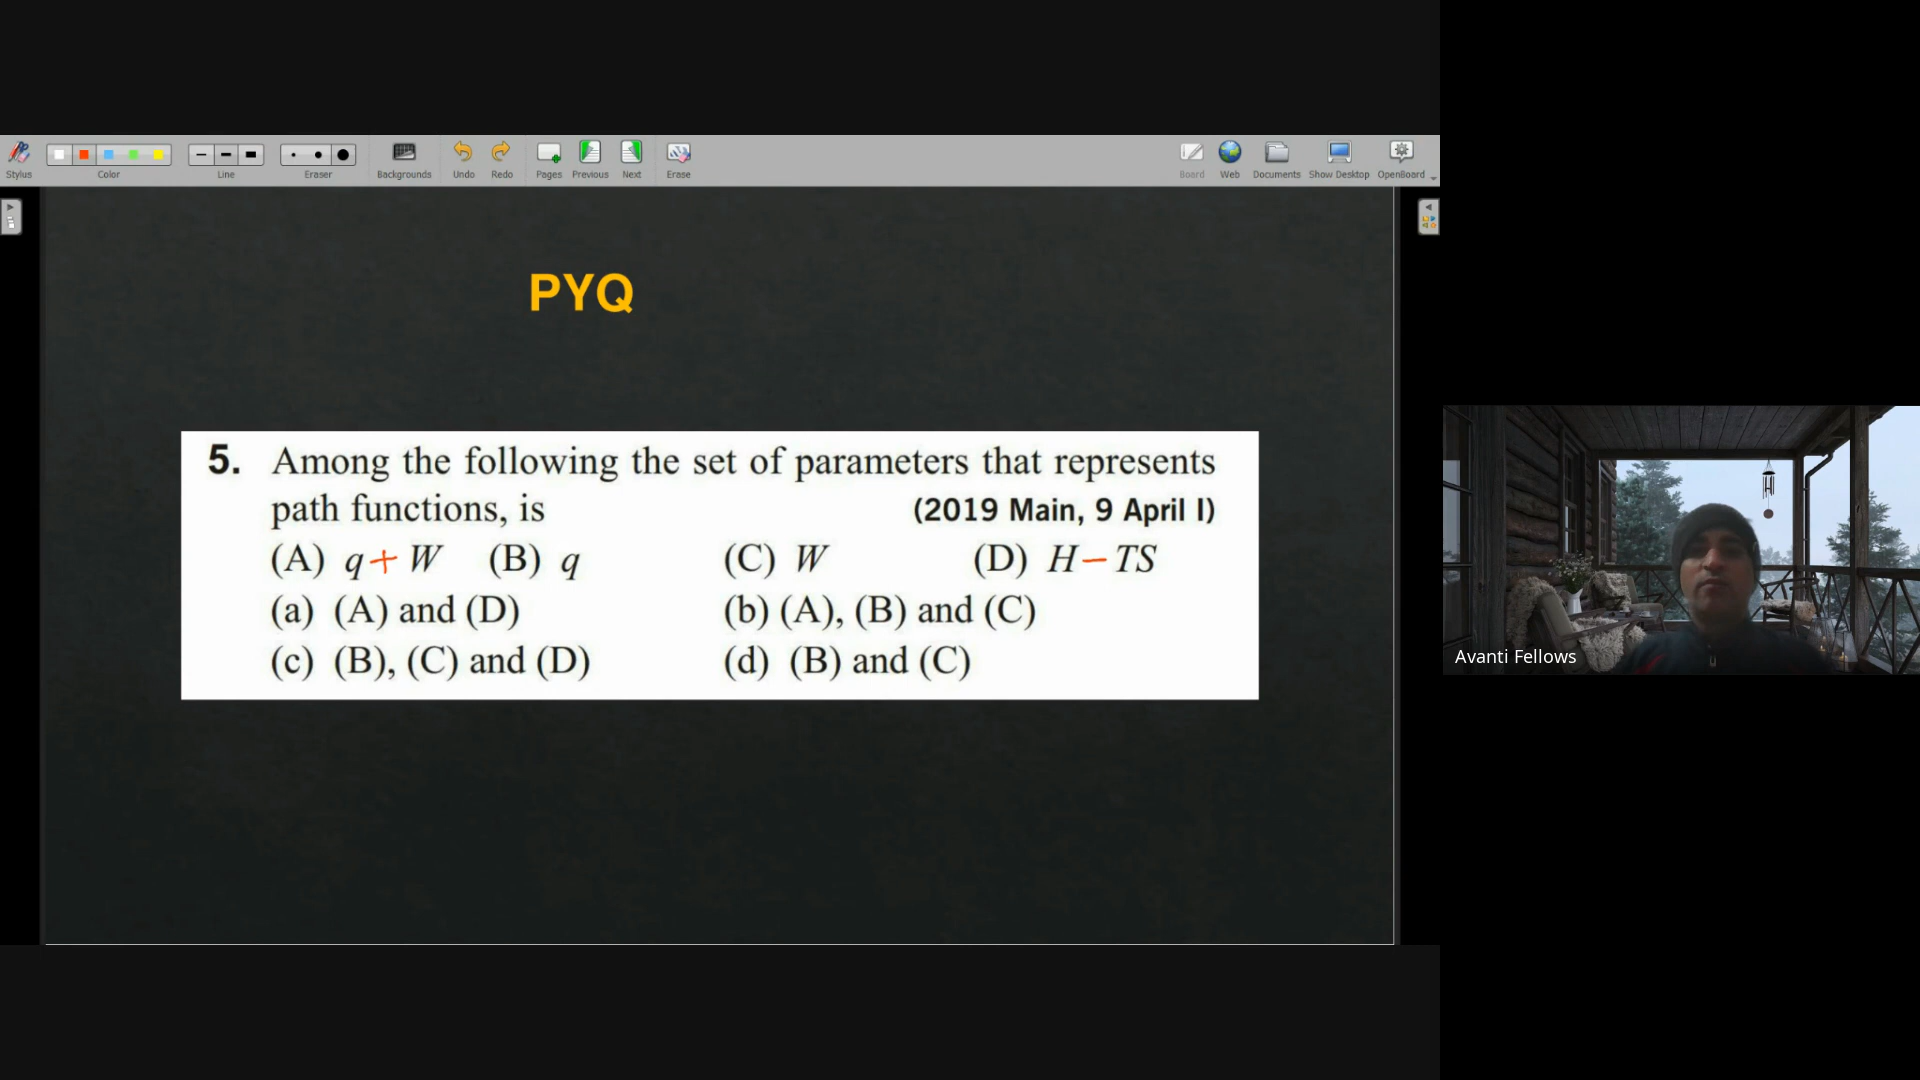 Stylus Color Line Eraser Backgrounds Undo Redo Pages Previous Next Erase Board Web Documents Show Desktop OpenBoard
PYQ
5. Among the following the set of parameters that represents
path functions, is (2019 Main, 9 April I)
(A) q + W (B) q (C) W (D) H − TS
(a) (A) and (D) (b) (A), (B) and (C)
(c) (B), (C) and (D) (d) (B) and (C)
Avanti Fellows